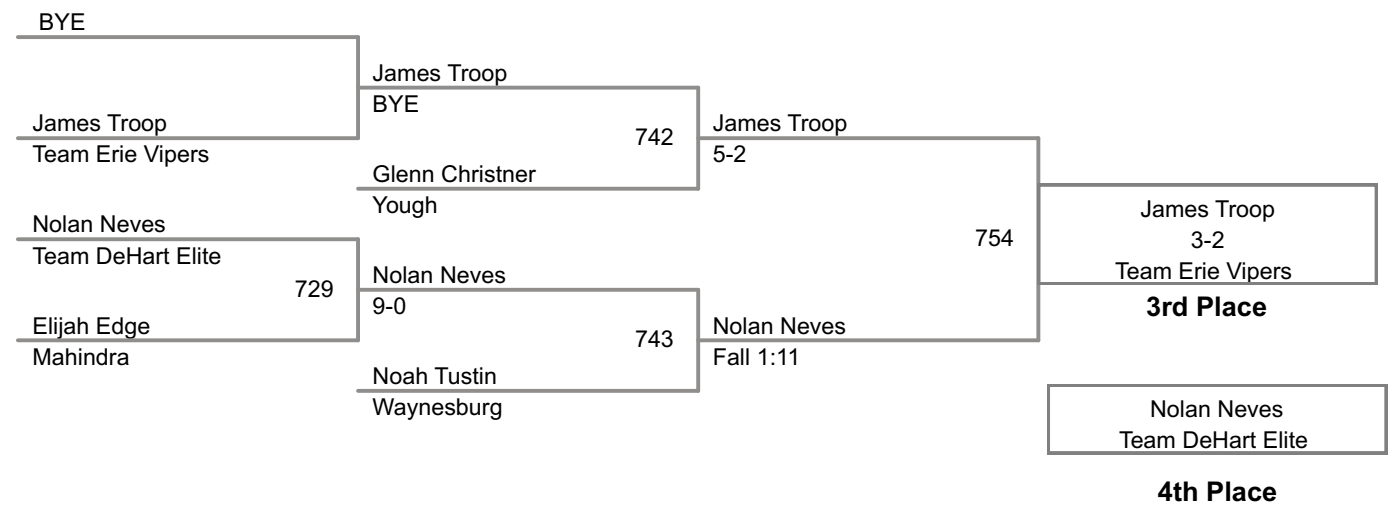 BYE
James Troop
Team Erie Vipers
Nolan Neves
Team DeHart Elite
729
Elijah Edge
Mahindra
James Troop
BYE
742
Glenn Christner
Yough
Nolan Neves
9-0
743
Noah Tustin
Waynesburg
James Troop
5-2
754
Nolan Neves
Fall 1:11
James Troop
3-2
Team Erie Vipers
3rd Place
Nolan Neves
Team DeHart Elite
4th Place